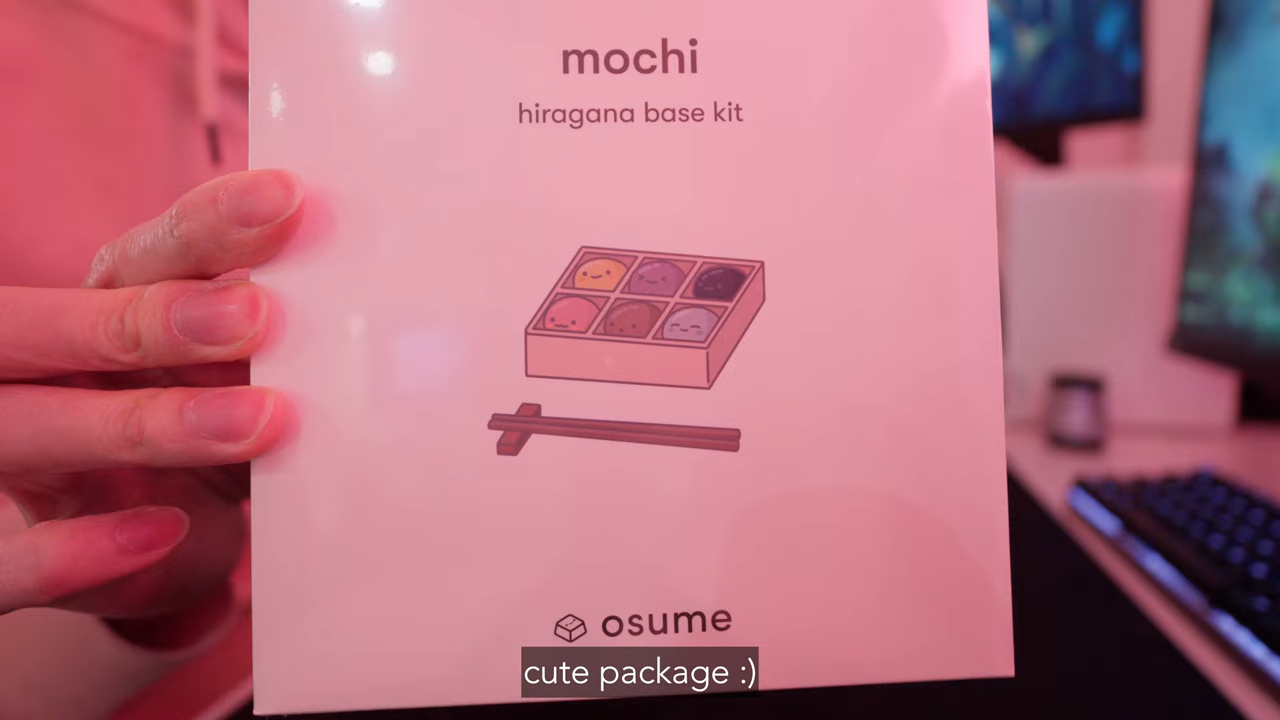 mochi
hiragana base kit
osume
cute package :)